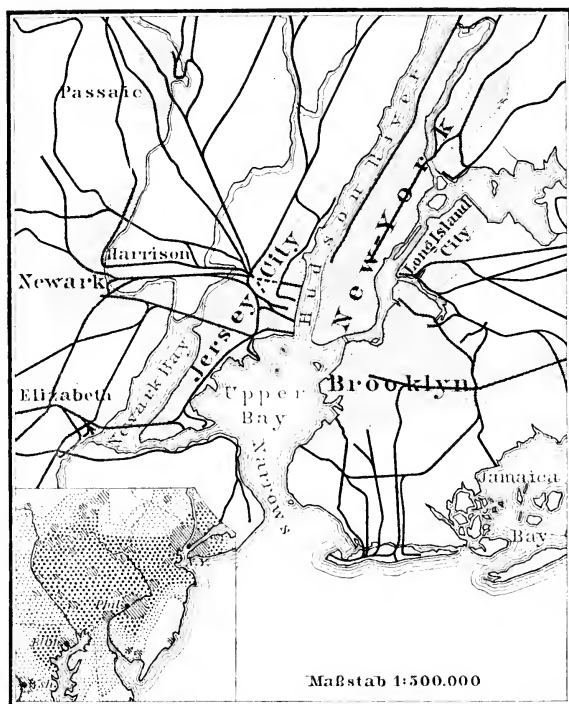 Passaic
Hudson River
New-York
Harrison
Jersey City
Long Island
City
Newark
Newark Bay
Elizabeth
Upper
Bay
Brooklyn
Narrows
Jamaica
Bay
Maßstab 1:500.000